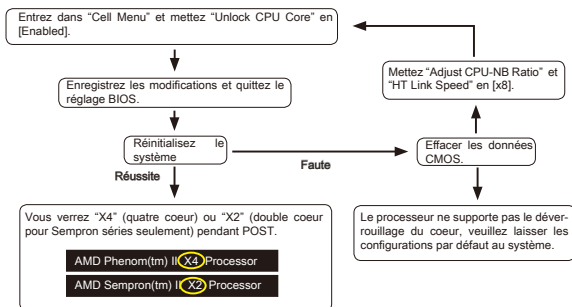 Entrez dans “Cell Menu” et mettez “Unlock CPU Core” en
[Enabled].
Enregistrez les modifications et quittez le
réglage BIOS.
Mettez “Adjust CPU-NB Ratio” et
“HT Link Speed” en [x8].
Réinitialisez le
système
Effacer les données
CMOS.
Faute
Réussite
Vous verrez “X4” (quatre coeur) ou “X2” (double coeur
pour Sempron séries seulement) pendant POST.
AMD Phenom(tm) II X4 Processor
AMD Sempron(tm) II X2 Processor
Le processeur ne supporte pas le déver-
rouillage du coeur, veuillez laisser les
configurations par défaut au système.